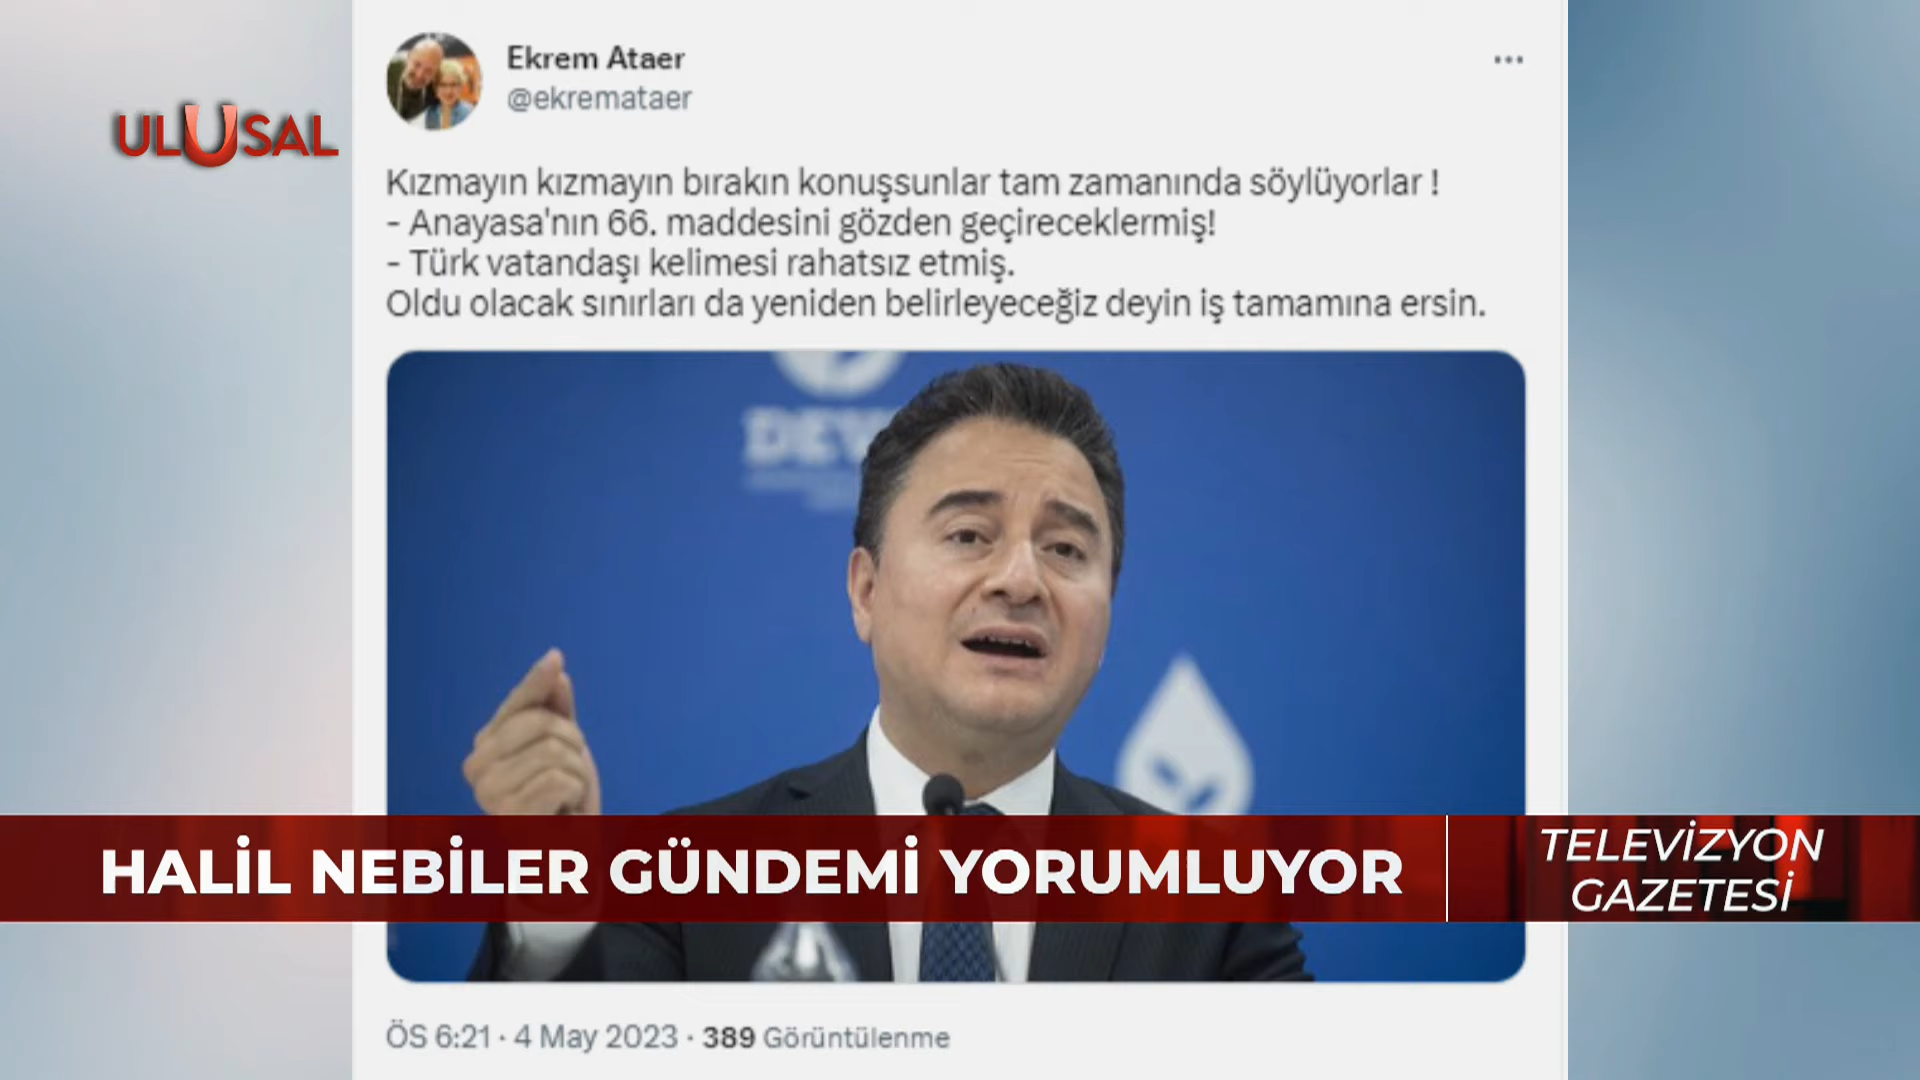 Ekrem Ataer
@ekremataer
ULUSAL
Kızmayın kızmayın bırakın konuşsunlar tam zamanında söylüyorlar !
- Anayasa'nın 66. maddesini gözden geçireceklermiş!
- Türk vatandaşı kelimesi rahatsız etmiş.
Oldu olacak sınırları da yeniden belirleyeceğiz deyin iş tamamına ersin.
DEV
HALİL NEBİLER GÜNDEMİ YORUMLUYOR
TELEVİZYON
GAZETESİ
ÖS 6:21 · 4 May 2023 · 389 Görüntülenme